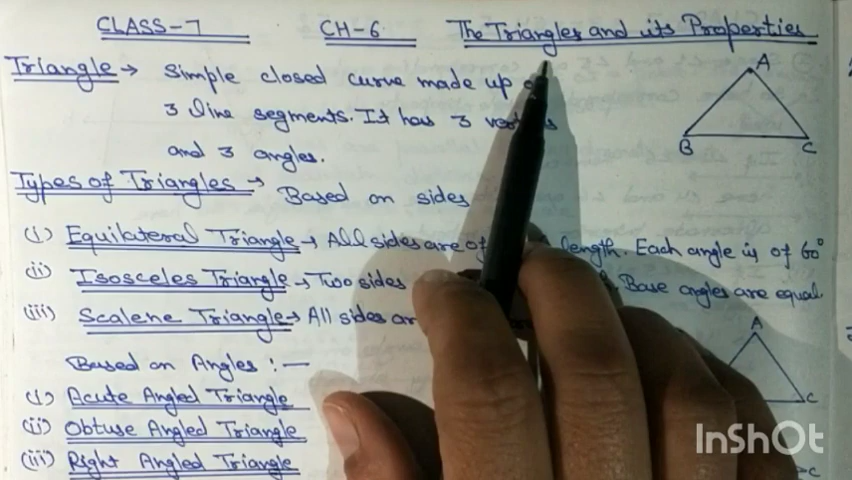 CLASS-7 CH-6 The Triangles and its Properties
Triangle → Simple closed curve made up
3 line segments. It has 3
and 3 angles.
Types of Triangles → Based on sides
(i) Equilateral Triangle → All sides are of length. Each angle is of 60°
(ii) Isosceles Triangle → Two sides Base angles are equal.
(iii) Scalene Triangle → All sides are
Based on Angles :—
(i) Acute Angled Triangle
(ii) Obtuse Angled Triangle
(iii) Right Angled Triangle
A
B C
A
C
C
InShOt